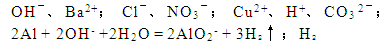 OH⁻、Ba²⁺； Cl⁻、NO₃⁻； Cu²⁺、H⁺、CO₃²⁻；
2Al + 2OH⁻ +2H₂O = 2AlO₂⁻ + 3H₂↑； H₂